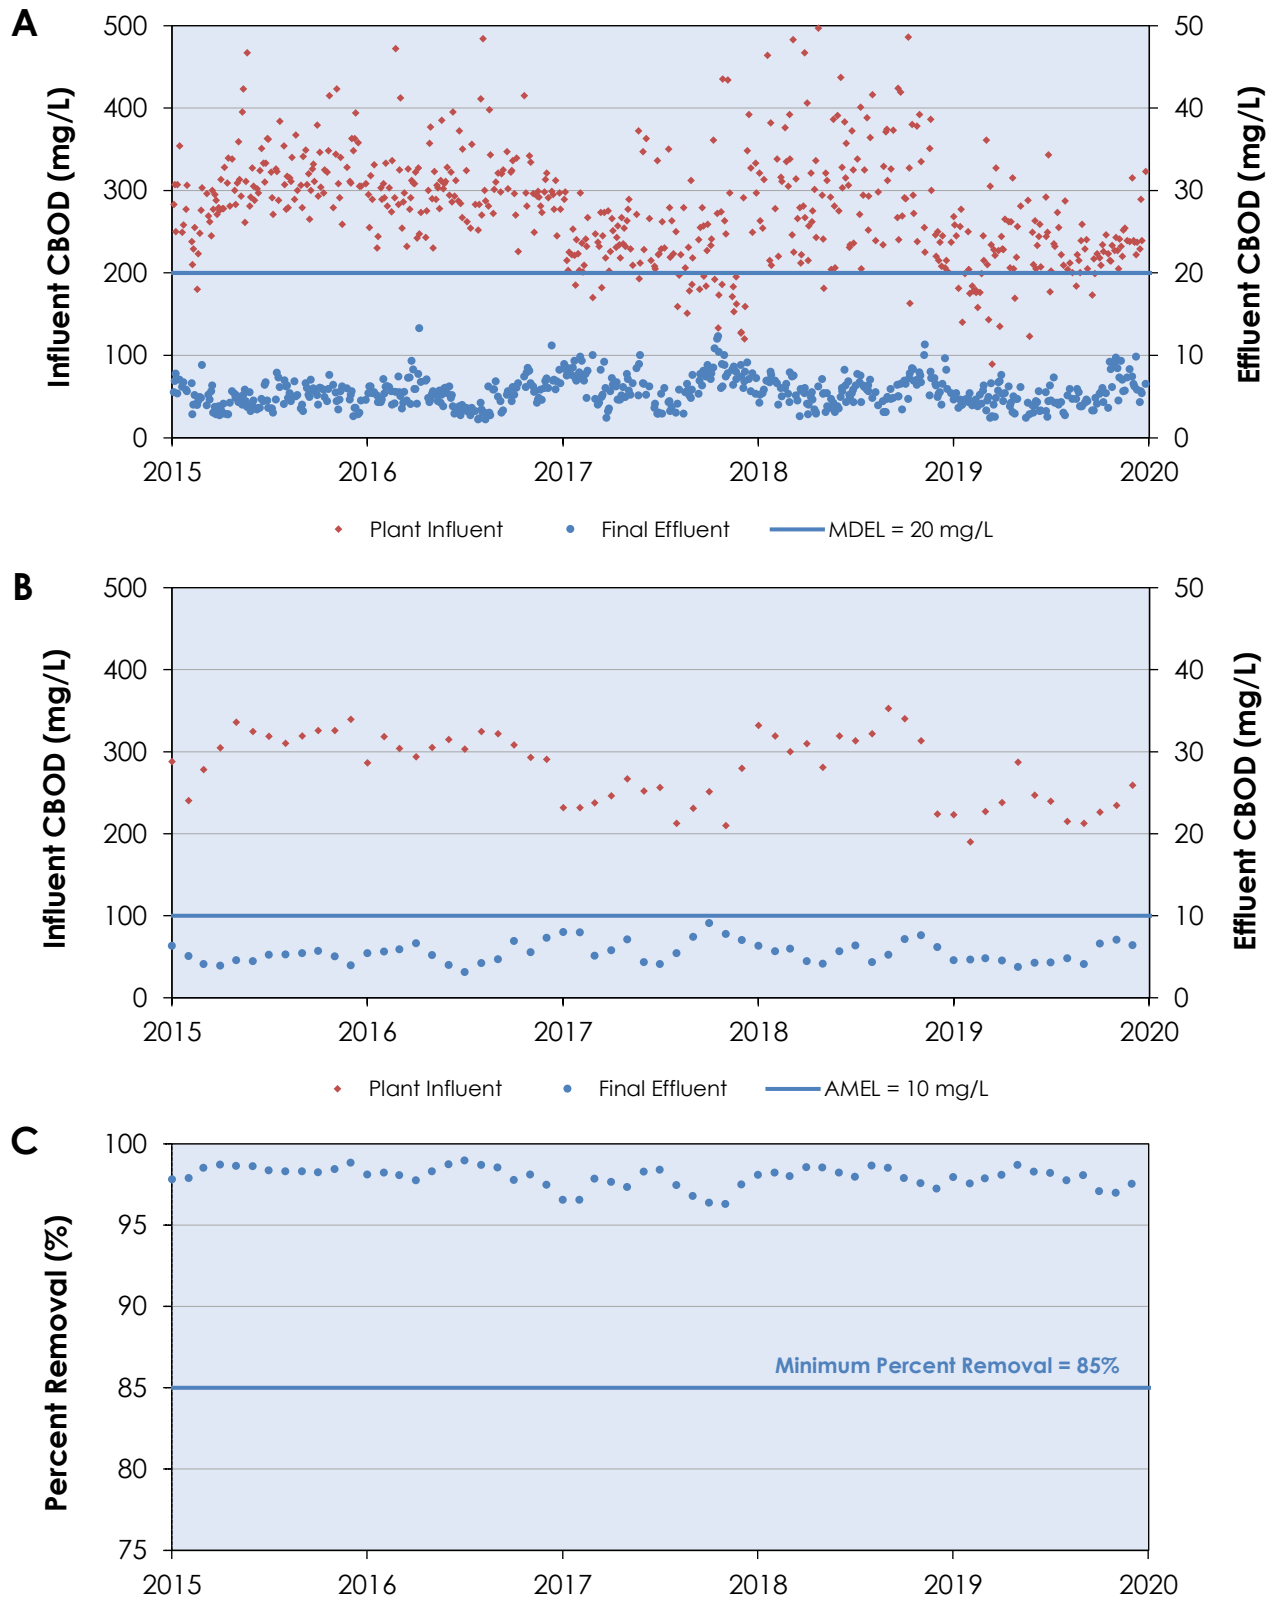 A
Influent CBOD (mg/L)
500
400
300
200
100
0
50
40
30
20
10
0
Effluent CBOD (mg/L)
2015 2016 2017 2018 2019 2020
Plant Influent Final Effluent MDEL = 20 mg/L
B
Influent CBOD (mg/L)
500
400
300
200
100
0
50
40
30
20
10
0
Effluent CBOD (mg/L)
2015 2016 2017 2018 2019 2020
Plant Influent Final Effluent AMEL = 10 mg/L
C
Percent Removal (%)
100
95
90
85
80
75
Minimum Percent Removal = 85%
2015 2016 2017 2018 2019 2020